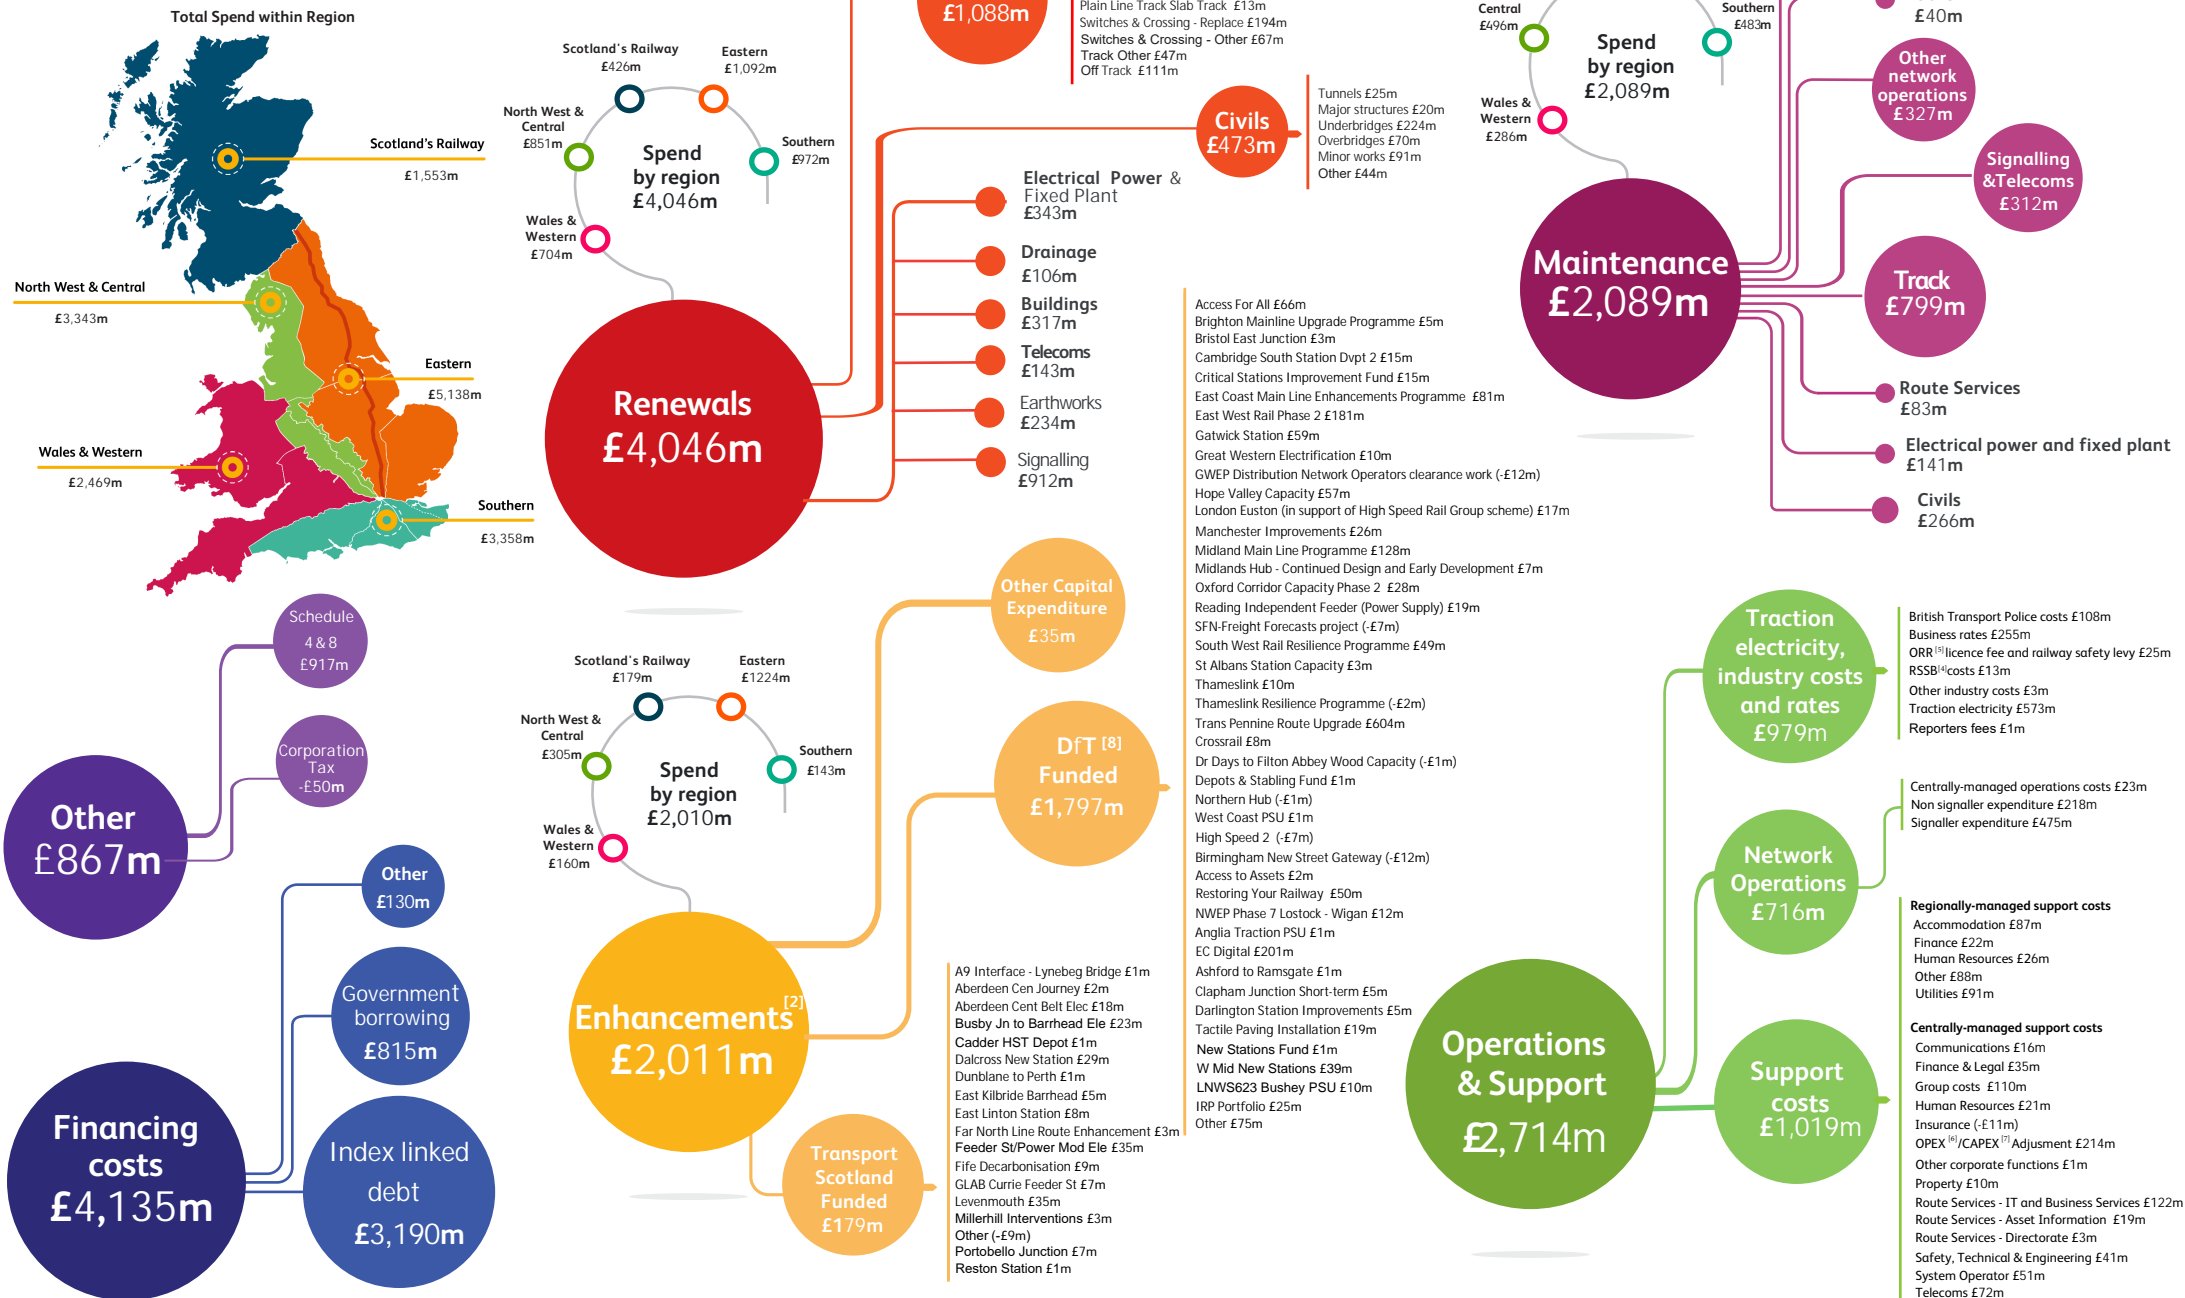 Total Spend within Region
Scotland's Railway
£1,553m
North West & Central
£3,343m
Eastern
£5,138m
Wales & Western
£2,469m
Southern
£3,358m
Scotland's Railway
£426m
Eastern
£1,092m
North West &
Central
£851m
Southern
£972m
Wales &
Western
£704m
Spend
by region
£4,046m
Renewals
£4,046m
£1,088m
Plain Line Track Slab Track £13m
Switches & Crossing - Replace £194m
Switches & Crossing - Other £67m
Track Other £47m
Off Track £111m
Civils
£473m
Tunnels £25m
Major structures £20m
Underbridges £224m
Overbridges £70m
Minor works £91m
Other £44m
Electrical Power &
Fixed Plant
£343m
Drainage
£106m
Buildings
£317m
Telecoms
£143m
Earthworks
£234m
Signalling
£912m
Central
£496m
Southern
£483m
Spend
by region
£2,089m
Wales &
Western
£286m
Maintenance
£2,089m
£40m
Other
network
operations
£327m
Signalling
&Telecoms
£312m
Track
£799m
Route Services
£83m
Electrical power and fixed plant
£141m
Civils
£266m
Schedule
4 & 8
£917m
Corporation
Tax
-£50m
Other
£867m
Other
£130m
Government
borrowing
£815m
Index linked
debt
£3,190m
Financing
costs
£4,135m
Scotland's Railway
£179m
Eastern
£1224m
North West &
Central
£305m
Southern
£143m
Wales &
Western
£160m
Spend
by region
£2,010m
Enhancements[2]
£2,011m
Other Capital
Expenditure
£35m
DfT [8]
Funded
£1,797m
Access For All £66m
Brighton Mainline Upgrade Programme £5m
Bristol East Junction £3m
Cambridge South Station Dvpt 2 £15m
Critical Stations Improvement Fund £15m
East Coast Main Line Enhancements Programme £81m
East West Rail Phase 2 £181m
Gatwick Station £59m
Great Western Electrification £10m
GWEP Distribution Network Operators clearance work (-£12m)
Hope Valley Capacity £57m
London Euston (in support of High Speed Rail Group scheme) £17m
Manchester Improvements £26m
Midland Main Line Programme £128m
Midlands Hub - Continued Design and Early Development £7m
Oxford Corridor Capacity Phase 2 £28m
Reading Independent Feeder (Power Supply) £19m
SFN-Freight Forecasts project (-£7m)
South West Rail Resilience Programme £49m
St Albans Station Capacity £3m
Thameslink £10m
Thameslink Resilience Programme (-£2m)
Trans Pennine Route Upgrade £604m
Crossrail £8m
Dr Days to Filton Abbey Wood Capacity (-£1m)
Depots & Stabling Fund £1m
Northern Hub (-£1m)
West Coast PSU £1m
High Speed 2 (-£7m)
Birmingham New Street Gateway (-£12m)
Access to Assets £2m
Restoring Your Railway £50m
NWEP Phase 7 Lostock - Wigan £12m
Anglia Traction PSU £1m
EC Digital £201m
Ashford to Ramsgate £1m
Clapham Junction Short-term £5m
Darlington Station Improvements £5m
Tactile Paving Installation £19m
New Stations Fund £1m
W Mid New Stations £39m
LNWS623 Bushey PSU £10m
IRP Portfolio £25m
Other £75m
Transport
Scotland
Funded
£179m
A9 Interface - Lynebeg Bridge £1m
Aberdeen Cen Journey £2m
Aberdeen Cent Belt Elec £18m
Busby Jn to Barrhead Ele £23m
Cadder HST Depot £1m
Dalcross New Station £29m
Dunblane to Perth £1m
East Kilbride Barrhead £5m
East Linton Station £8m
Far North Line Route Enhancement £3m
Feeder St/Power Mod Ele £35m
Fife Decarbonisation £9m
GLAB Currie Feeder St £7m
Levenmouth £35m
Millerhill Interventions £3m
Other (-£9m)
Portobello Junction £7m
Reston Station £1m
Operations
& Support
£2,714m
Traction
electricity,
industry costs
and rates
£979m
British Transport Police costs £108m
Business rates £255m
ORR [5] licence fee and railway safety levy £25m
RSSB[4] costs £13m
Other industry costs £3m
Traction electricity £573m
Reporters fees £1m
Network
Operations
£716m
Centrally-managed operations costs £23m
Non signaller expenditure £218m
Signaller expenditure £475m
Support
costs
£1,019m
Regionally-managed support costs
Accommodation £87m
Finance £22m
Human Resources £26m
Other £88m
Utilities £91m
Centrally-managed support costs
Communications £16m
Finance & Legal £35m
Group costs £110m
Human Resources £21m
Insurance (-£11m)
OPEX [6]/CAPEX [7] Adjusment £214m
Other corporate functions £1m
Property £10m
Route Services - IT and Business Services £122m
Route Services - Asset Information £19m
Route Services - Directorate £3m
Safety, Technical & Engineering £41m
System Operator £51m
Telecoms £72m